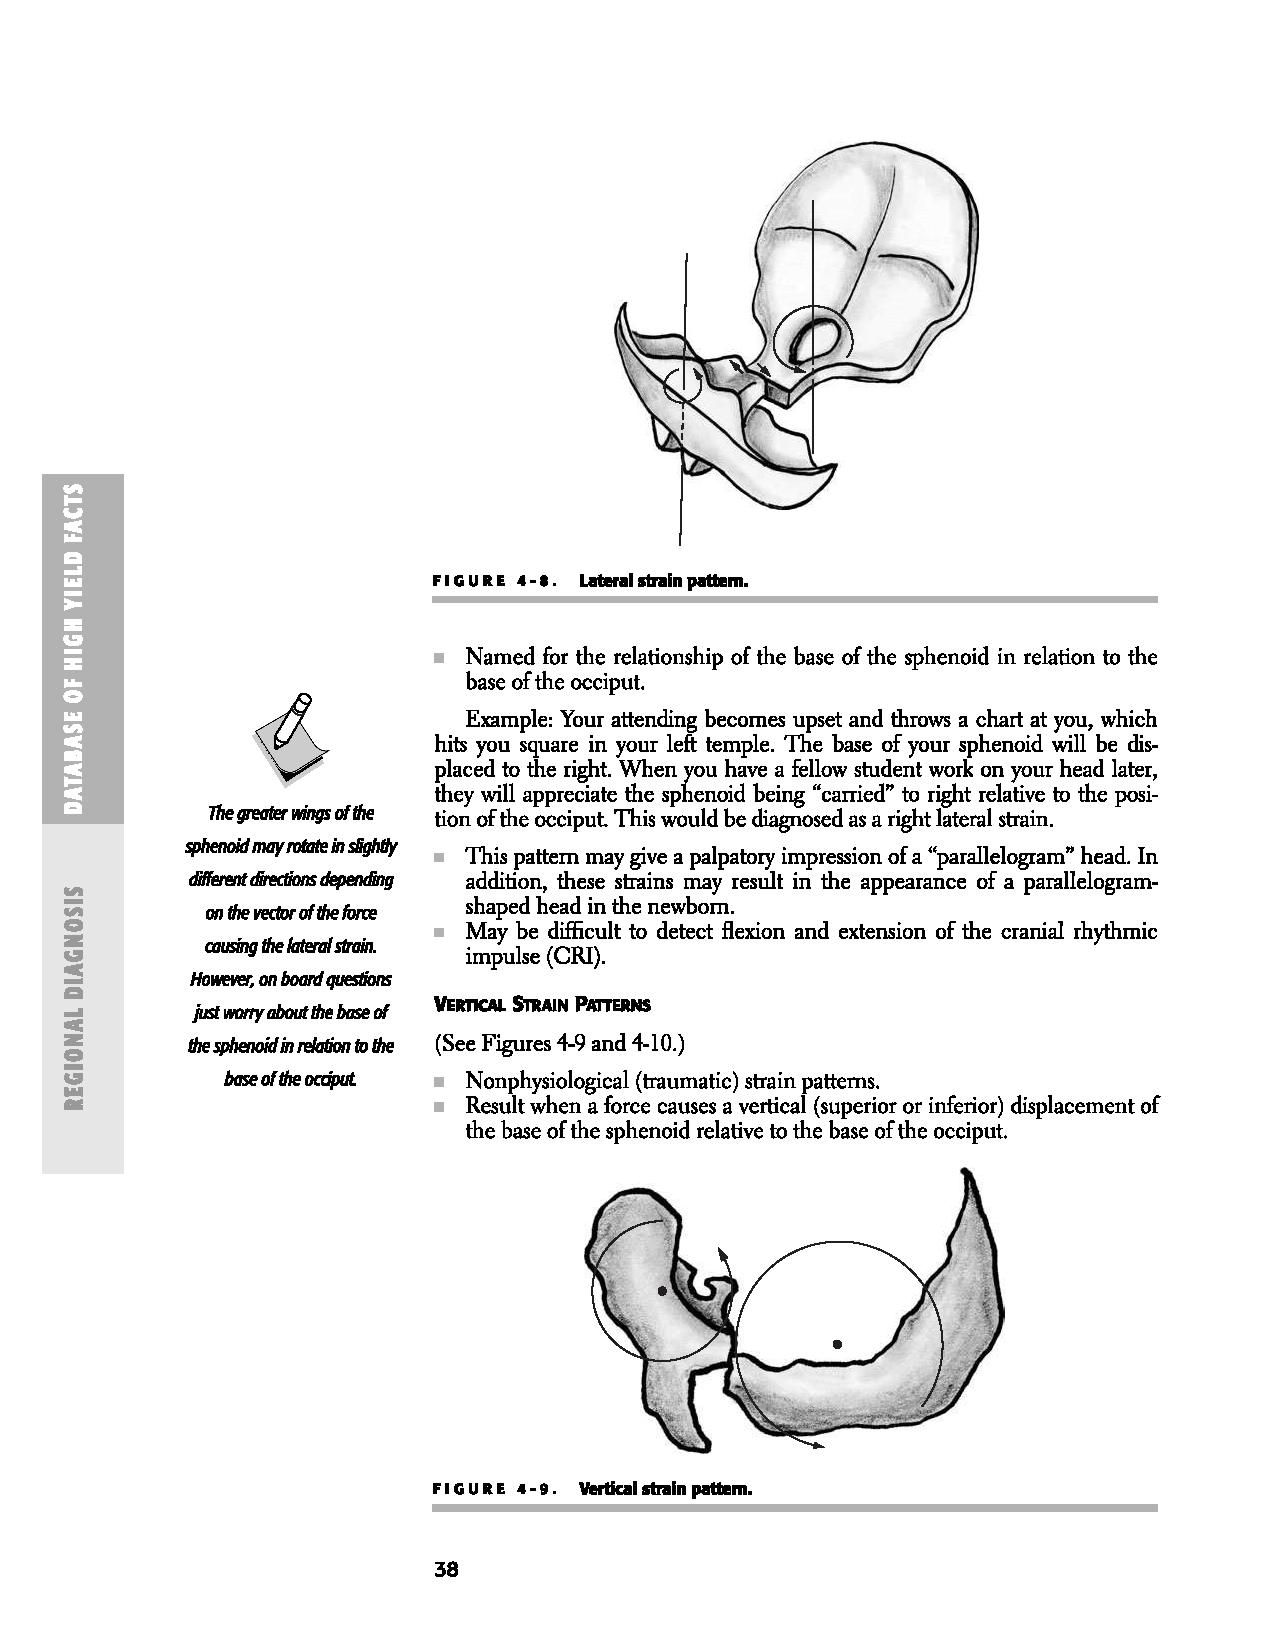 FIGURE 4-8. Lateral strain pattern.
■ Named for the relationship of the base of the sphenoid in relation to the
base of the occiput.
Example: Your attending becomes upset and throws a chart at you, which
hits you square in your left temple. The base of your sphenoid will be dis-
placed to the right. When you have a fellow student work on your head later,
they will appreciate the sphenoid being “carried” to right relative to the posi-
tion of the occiput. This would be diagnosed as a right lateral strain.
■ This pattern may give a palpatory impression of a “parallelogram” head. In
addition, these strains may result in the appearance of a parallelogram-
shaped head in the newborn.
■ May be difficult to detect flexion and extension of the cranial rhythmic
impulse (CRI).
VERTICAL STRAIN PATTERNS
(See Figures 4-9 and 4-10.)
■ Nonphysiological (traumatic) strain patterns.
■ Result when a force causes a vertical (superior or inferior) displacement of
the base of the sphenoid relative to the base of the occiput.
FIGURE 4-9. Vertical strain pattern.
38
The greater wings of the
sphenoid may rotate in slightly
different directions depending
on the vector of the force
causing the lateral strain.
However, on board questions
just worry about the base of
the sphenoid in relation to the
base of the occiput.
DATABASE OF HIGH YIELD FACTS
REGIONAL DIAGNOSIS